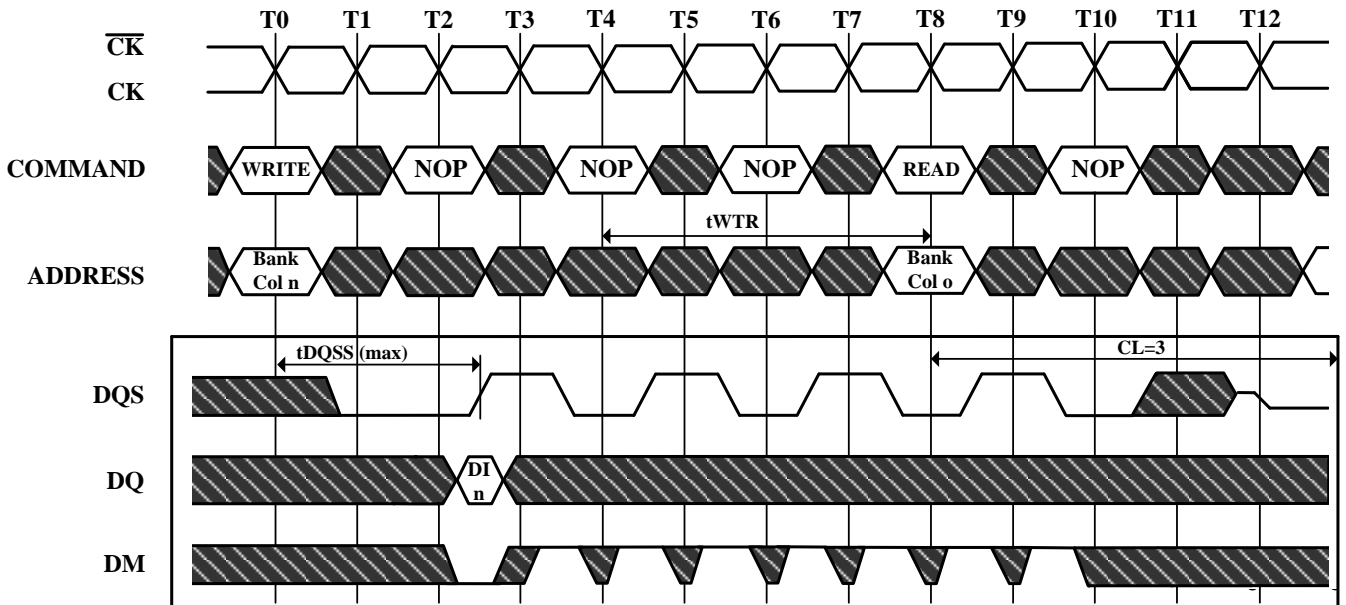 T0 T1 T2 T3 T4 T5 T6 T7 T8 T9 T10 T11 T12
CK
CK
COMMAND WRITE NOP NOP NOP READ NOP
tWTR
ADDRESS Bank Col n Bank Col o
tDQSS (max) CL=3
DQS
DQ DI n
DM